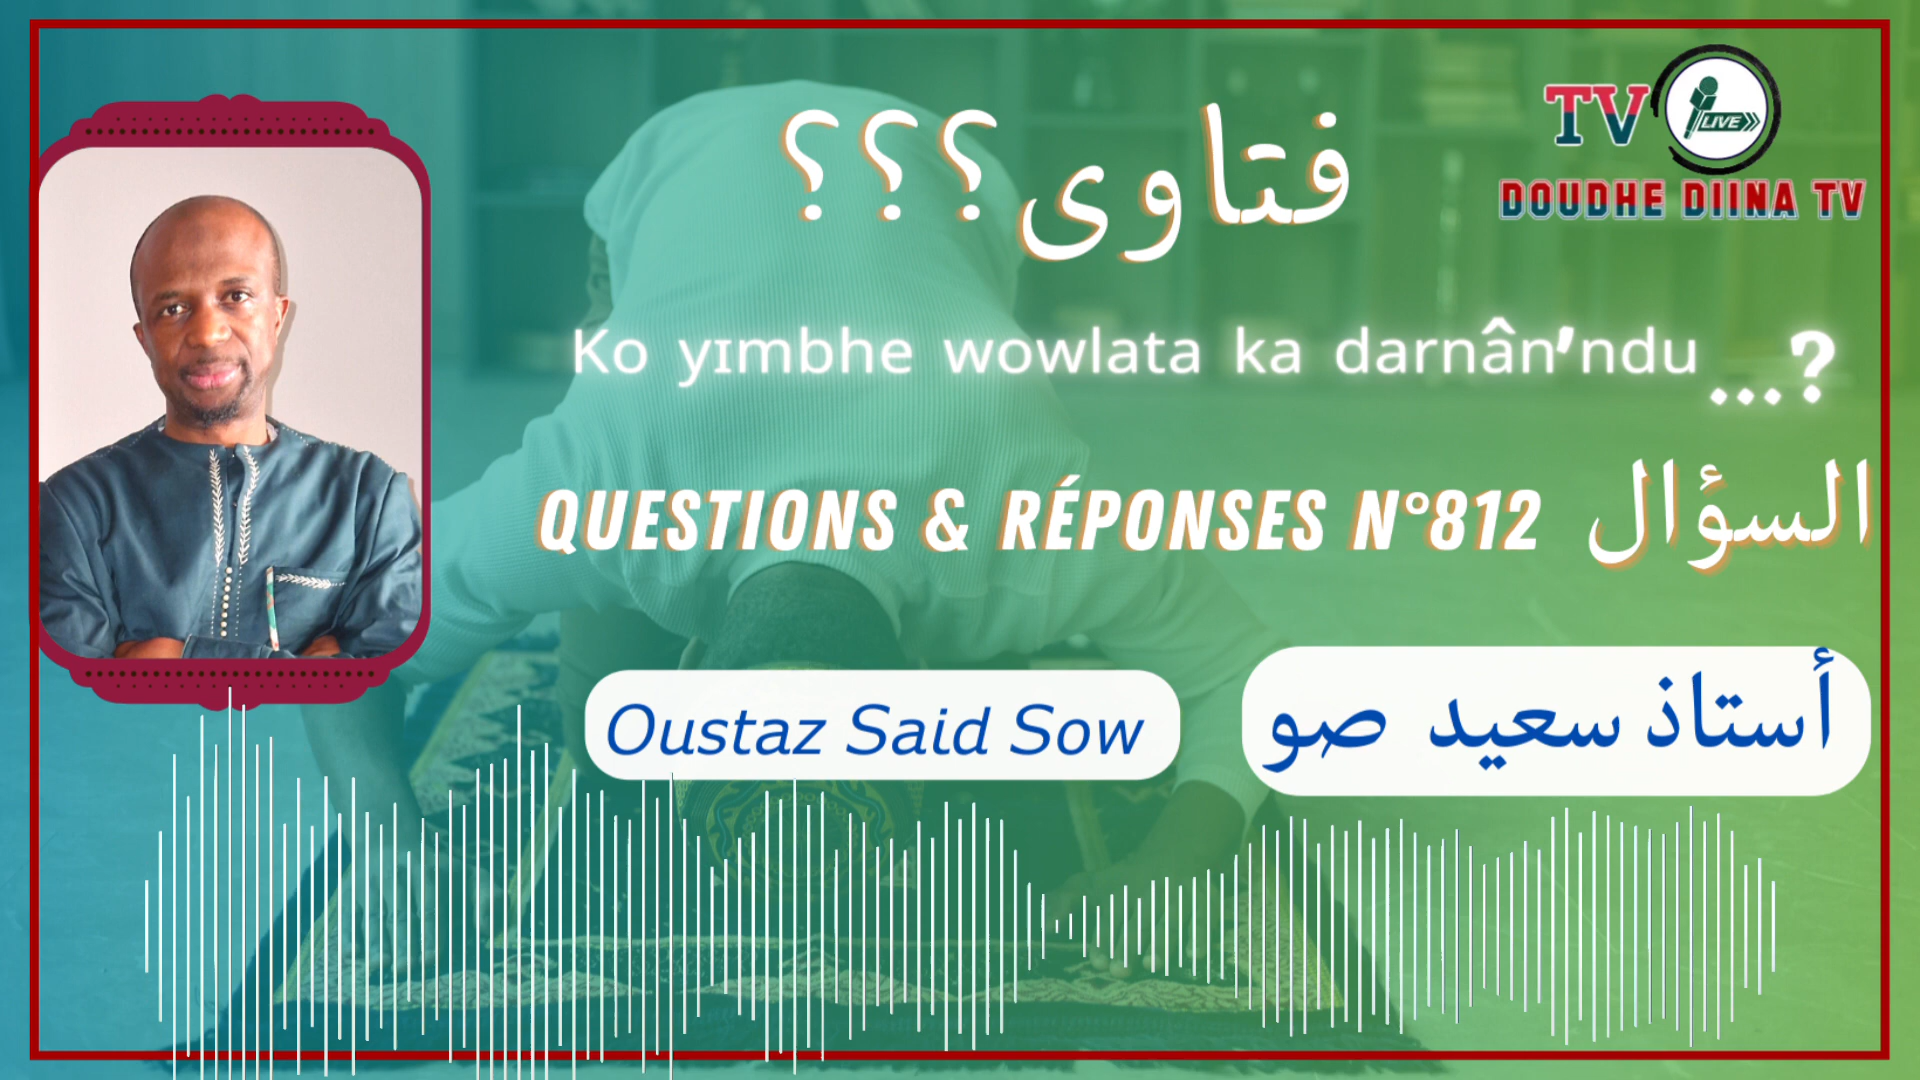 فتاوى؟؟؟
TV
LIVE
DOUDHE DIINA TV
Ko yımbhe wowlata ka darnân'ndu...?
QUESTIONS & RÉPONSES N°812 السؤال
Oustaz Said Sow
أستاذ سعيد صو